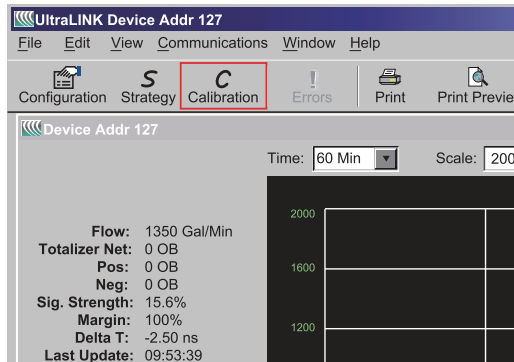 UltraLINK Device Addr 127
File Edit View Communications Window Help
S C !
Configuration Strategy Calibration Errors Print Print Previe
Device Addr 127
Time: 60 Min Scale: 200
2000
Flow: 1350 Gal/Min
Totalizer Net: 0 OB
Pos: 0 OB
1600
Neg: 0 OB
Sig. Strength: 15.6%
Margin: 100%
1200
Delta T: -2.50 ns
Last Update: 09:53:39